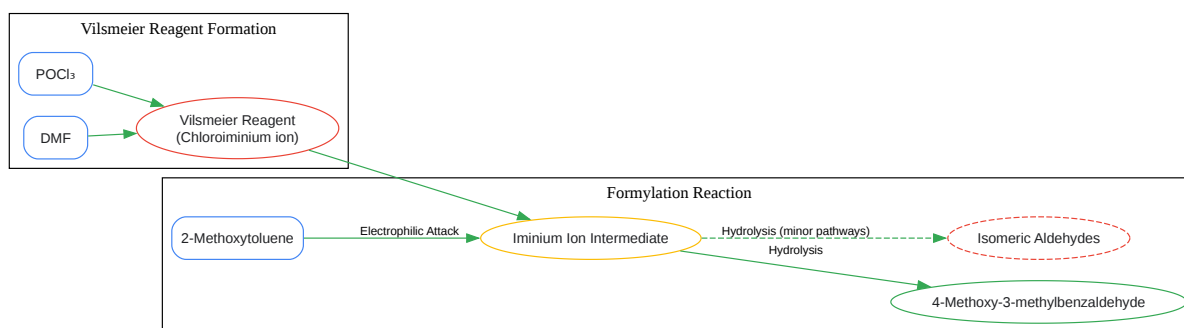 Vilsmeier Reagent Formation
POCl₃
DMF
Vilsmeier Reagent
(Chloroiminium ion)
Formylation Reaction
2-Methoxytoluene
Electrophilic Attack
Iminium Ion Intermediate
Hydrolysis (minor pathways)
Hydrolysis
Isomeric Aldehydes
4-Methoxy-3-methylbenzaldehyde